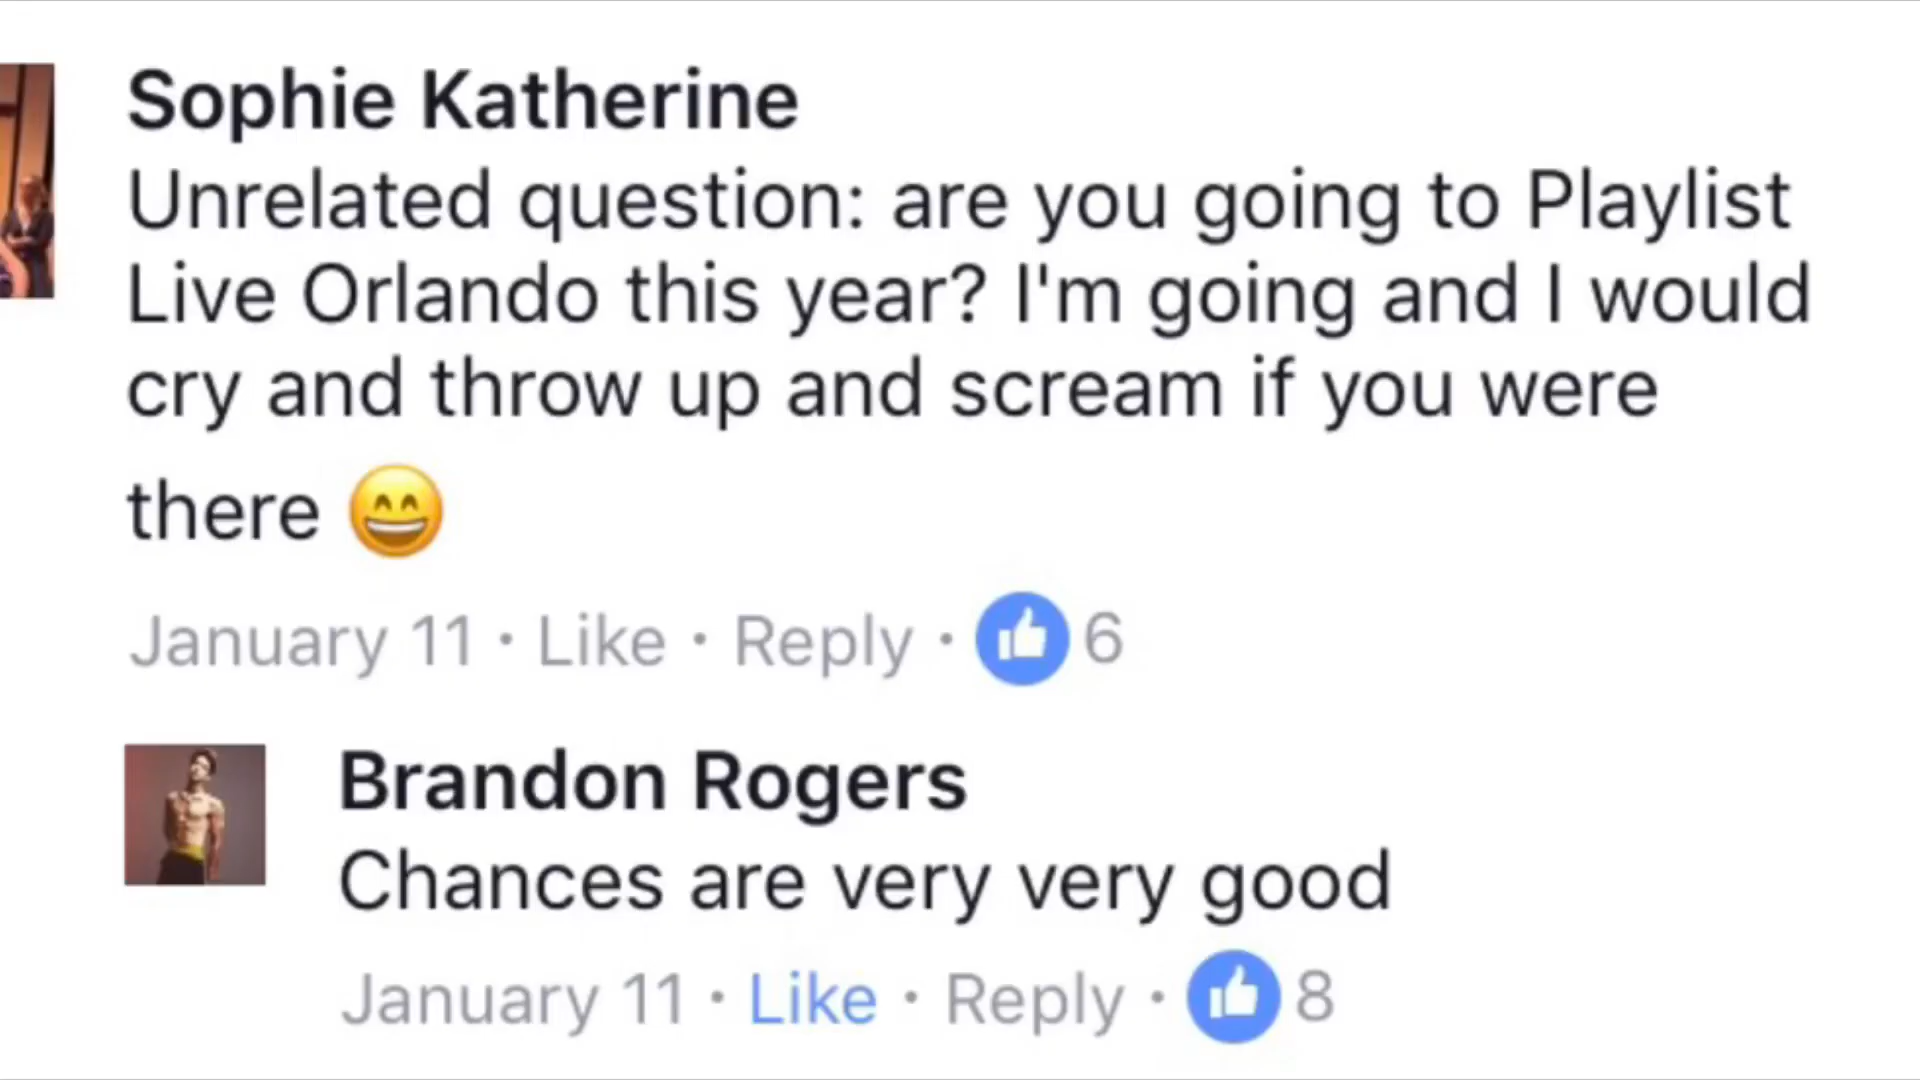 Sophie Katherine
Unrelated question: are you going to Playlist
Live Orlando this year? I'm going and I would
cry and throw up and scream if you were
there 😄
January 11 · Like · Reply · 6
Brandon Rogers
Chances are very very good
January 11 · Like · Reply · 8